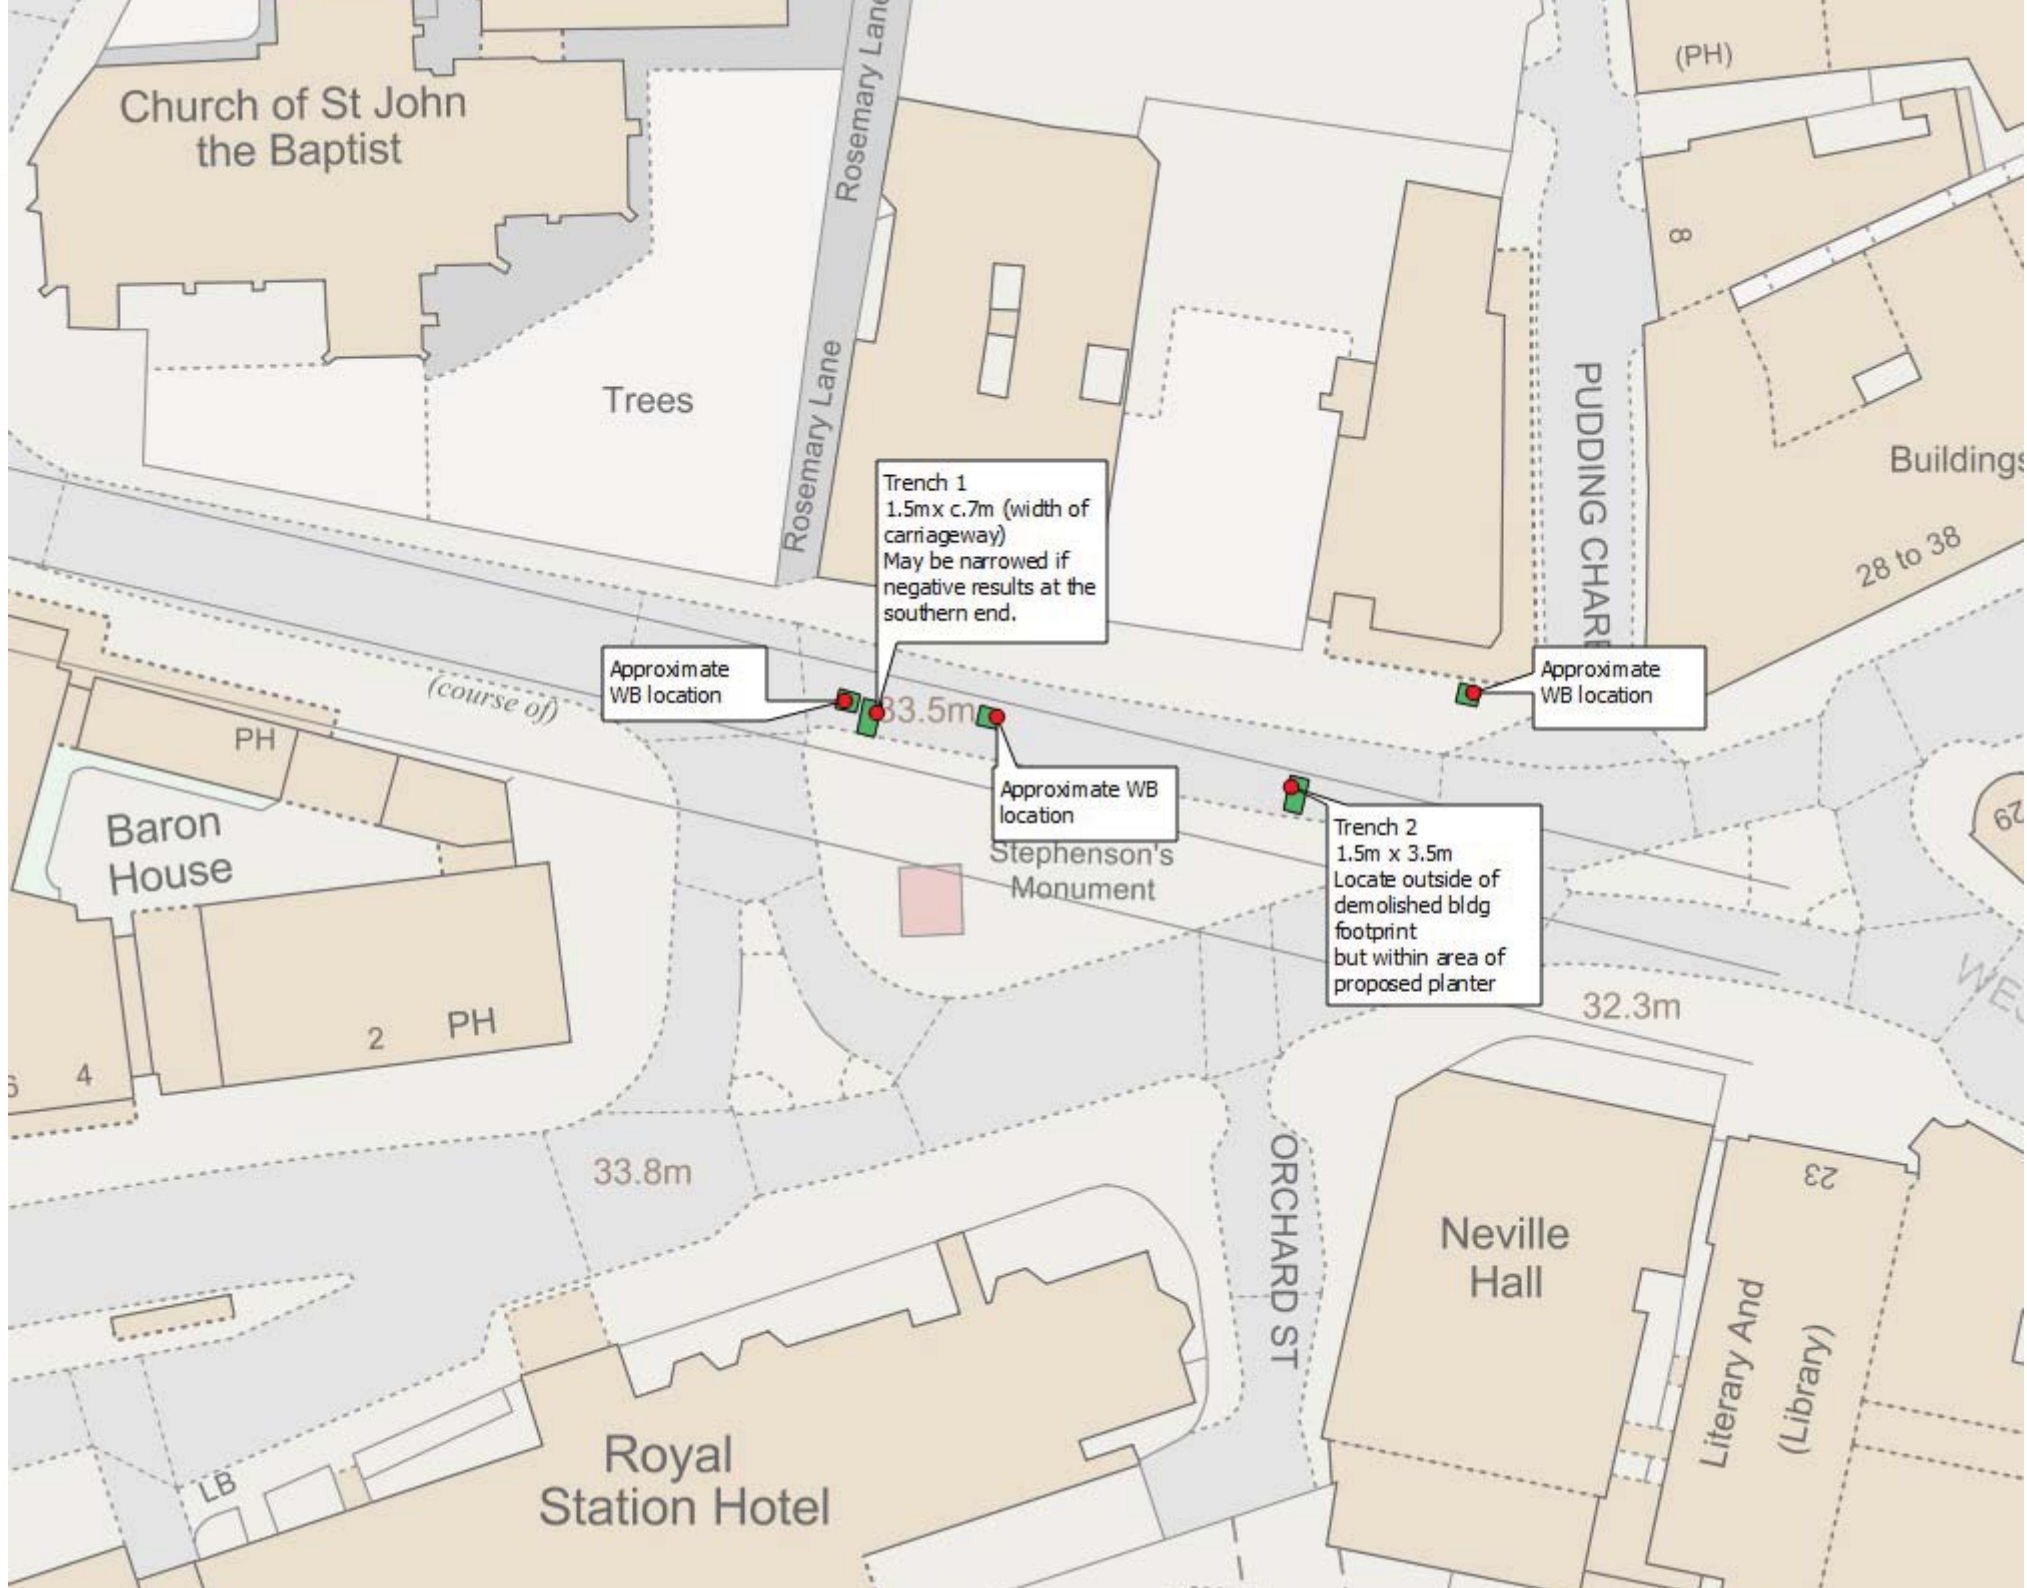 Church of St John
the Baptist
Rosemary Lane
(PH)
8
Trees
Rosemary Lane
PUDDING CHARE
Buildings
28 to 38
Trench 1
1.5m x c.7m (width of
carriageway)
May be narrowed if
negative results at the
southern end.
Approximate
WB location
Approximate
WB location
(course of)
33.5m
PH
Approximate WB
location
Baron
House
Stephenson's
Monument
Trench 2
1.5m x 3.5m
Locate outside of
demolished bldg
footprint
but within area of
proposed planter
29
WES
32.3m
2
PH
4
33.8m
ORCHARD ST
23
Neville
Hall
Literary And
(Library)
LB
Royal
Station Hotel